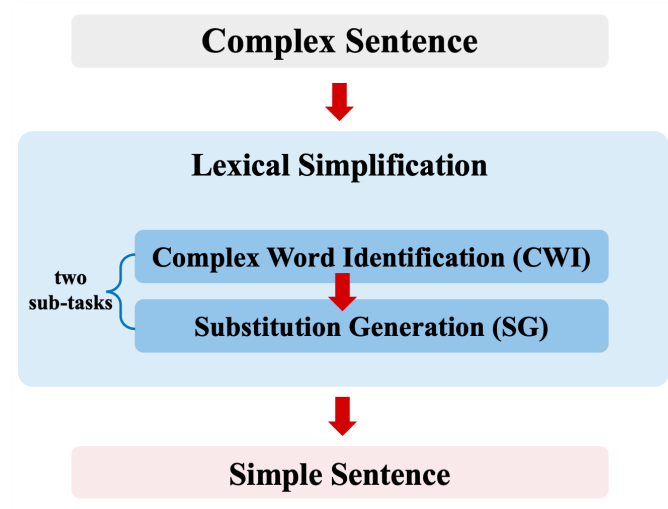 Complex Sentence
Lexical Simplification
Complex Word Identification (CWI)
two
sub-tasks
Substitution Generation (SG)
Simple Sentence